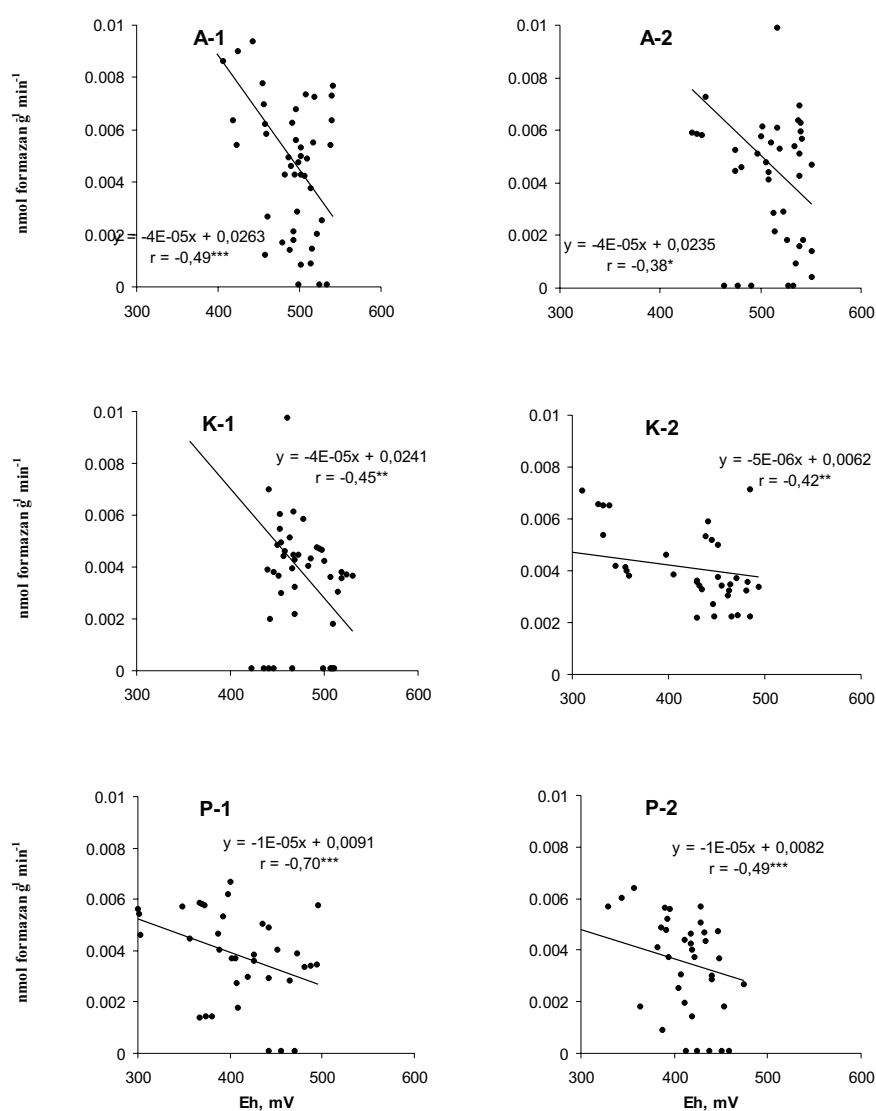 A-1
0.01
0.008
0.006
0.004
0.002
0
nmol formazan g-1 min-1
y = -4E-05x + 0,0263
r = -0,49***
300 400 500 600
A-2
0.01
0.008
0.006
0.004
0.002
0
y = -4E-05x + 0,0235
r = -0,38*
300 400 500 600
K-1
0.01
0.008
0.006
0.004
0.002
0
nmol formazan g-1 min-1
y = -4E-05x + 0,0241
r = -0,45**
300 400 500 600
K-2
0.01
0.008
0.006
0.004
0.002
0
y = -5E-06x + 0,0062
r = -0,42**
300 400 500 600
P-1
0.01
0.008
0.006
0.004
0.002
0
nmol formazan g-1 min-1
y = -1E-05x + 0,0091
r = -0,70***
300 400 500 600
Eh, mV
P-2
0.01
0.008
0.006
0.004
0.002
0
y = -1E-05x + 0,0082
r = -0,49***
300 400 500 600
Eh, mV